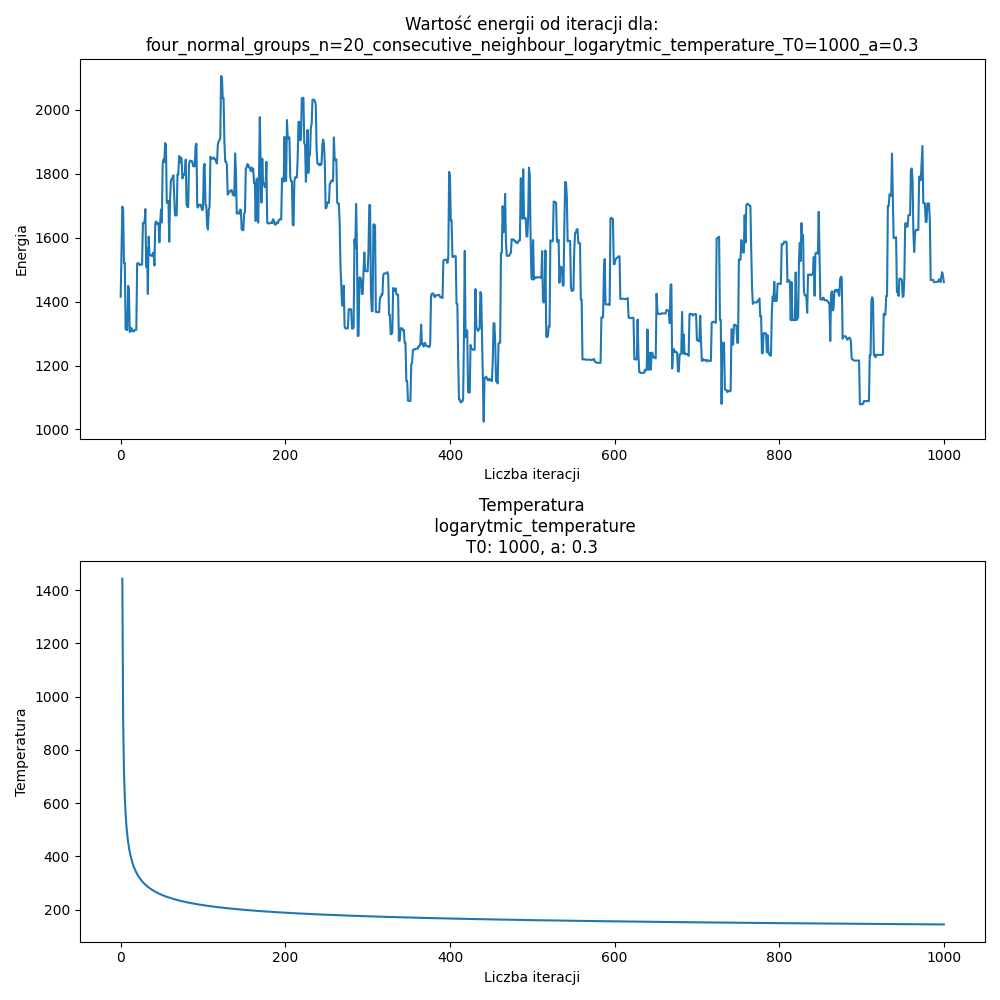 Wartość energii od iteracji dla:
four_normal_groups_n=20_consecutive_neighbour_logarytmic_temperature_T0=1000_a=0.3
Energia
2000
1800
1600
1400
1200
1000
0 200 400 600 800 1000
Liczba iteracji
Temperatura
logarytmic_temperature
T0: 1000, a: 0.3
Temperatura
1400
1200
1000
800
600
400
200
0 200 400 600 800 1000
Liczba iteracji